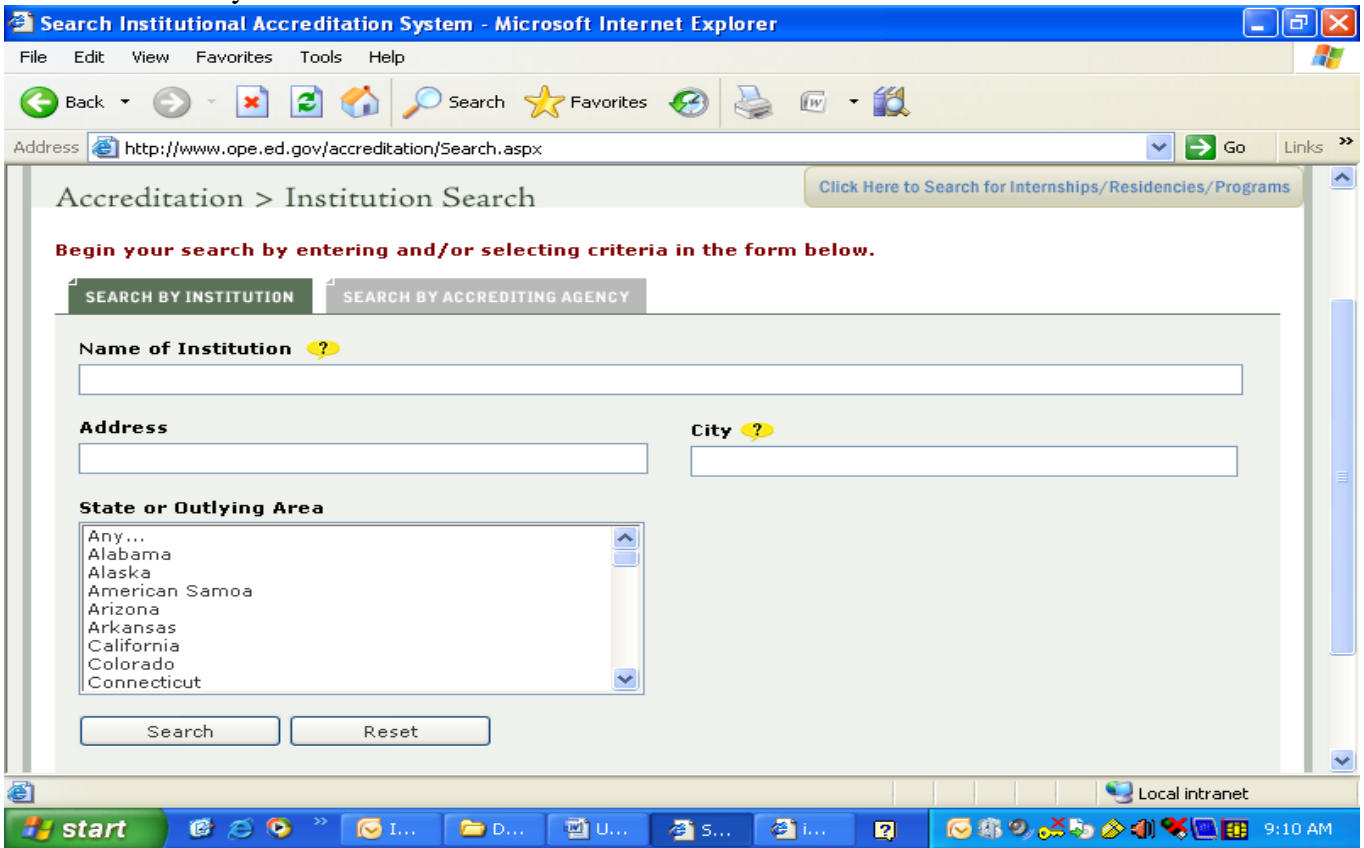 Search Institutional Accreditation System - Microsoft Internet Explorer
File Edit View Favorites Tools Help
Back Search Favorites
Address http://www.ope.ed.gov/accreditation/Search.aspx Go Links »
Accreditation > Institution Search
Click Here to Search for Internships/Residencies/Programs
Begin your search by entering and/or selecting criteria in the form below.
SEARCH BY INSTITUTION SEARCH BY ACCREDITING AGENCY
Name of Institution ?
Address City ?
State or Outlying Area
Any...
Alabama
Alaska
American Samoa
Arizona
Arkansas
California
Colorado
Connecticut
Search Reset
Local intranet
start » I... D... U... S... i... ? 9:10 AM